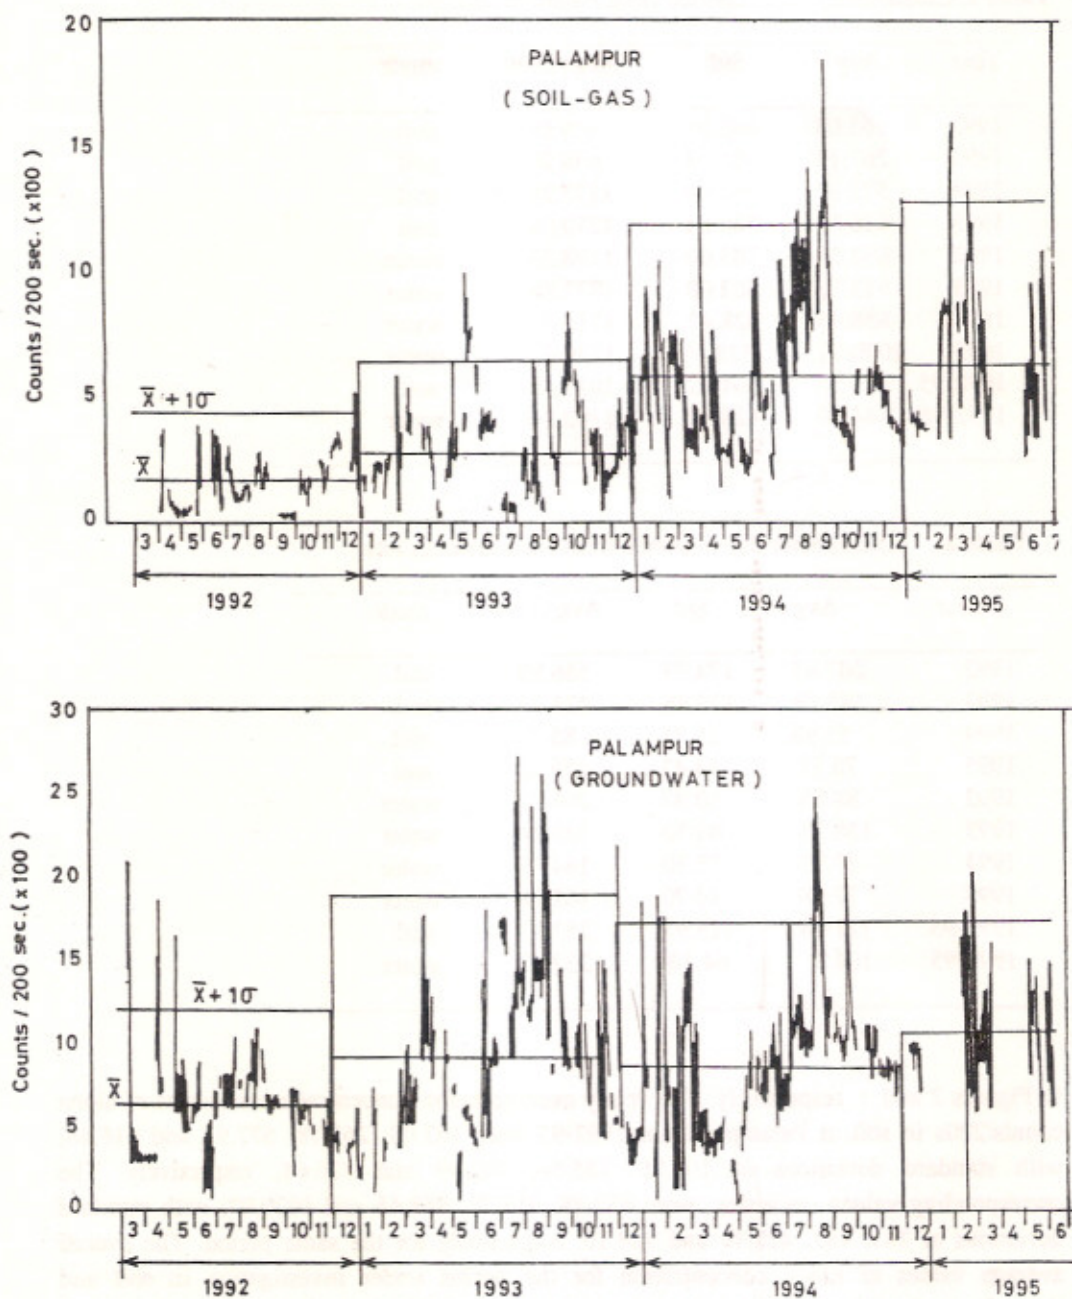 20
PALAMPUR
( SOIL-GAS )
15
10
5
0
Counts / 200 sec. ( x100 )
X̄ + 1σ
X̄
3 4 5 6 7 8 9 10 11 12 1 2 3 4 5 6 7 8 9 10 11 12 1 2 3 4 5 6 7 8 9 10 11 12 1 2 3 4 5 6 7
1992 1993 1994 1995
30
PALAMPUR
( GROUNDWATER )
25
20
15
10
5
0
Counts / 200 sec. ( x 100 )
X̄ + 1σ
X̄
3 4 5 6 7 8 9 10 11 12 1 2 3 4 5 6 7 8 9 10 11 12 1 2 3 4 5 6 7 8 9 10 11 12 1 2 3 4 5 6
1992 1993 1994 1995